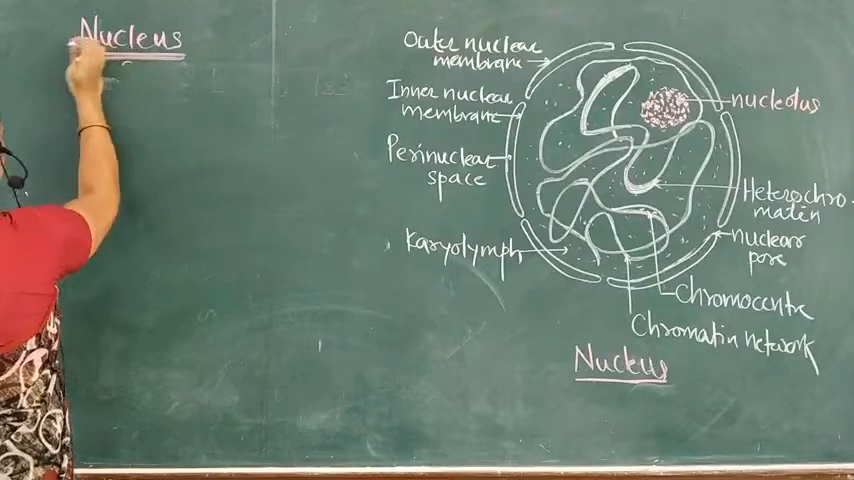 Nucleus
Outer nuclear
membrane
Inner nuclear
membrane
Perinuclear
space
Karyolymph
nucleolus
Heterochro-
matin
nuclear
pore
Chromocentre
Chromatin network
Nucleus